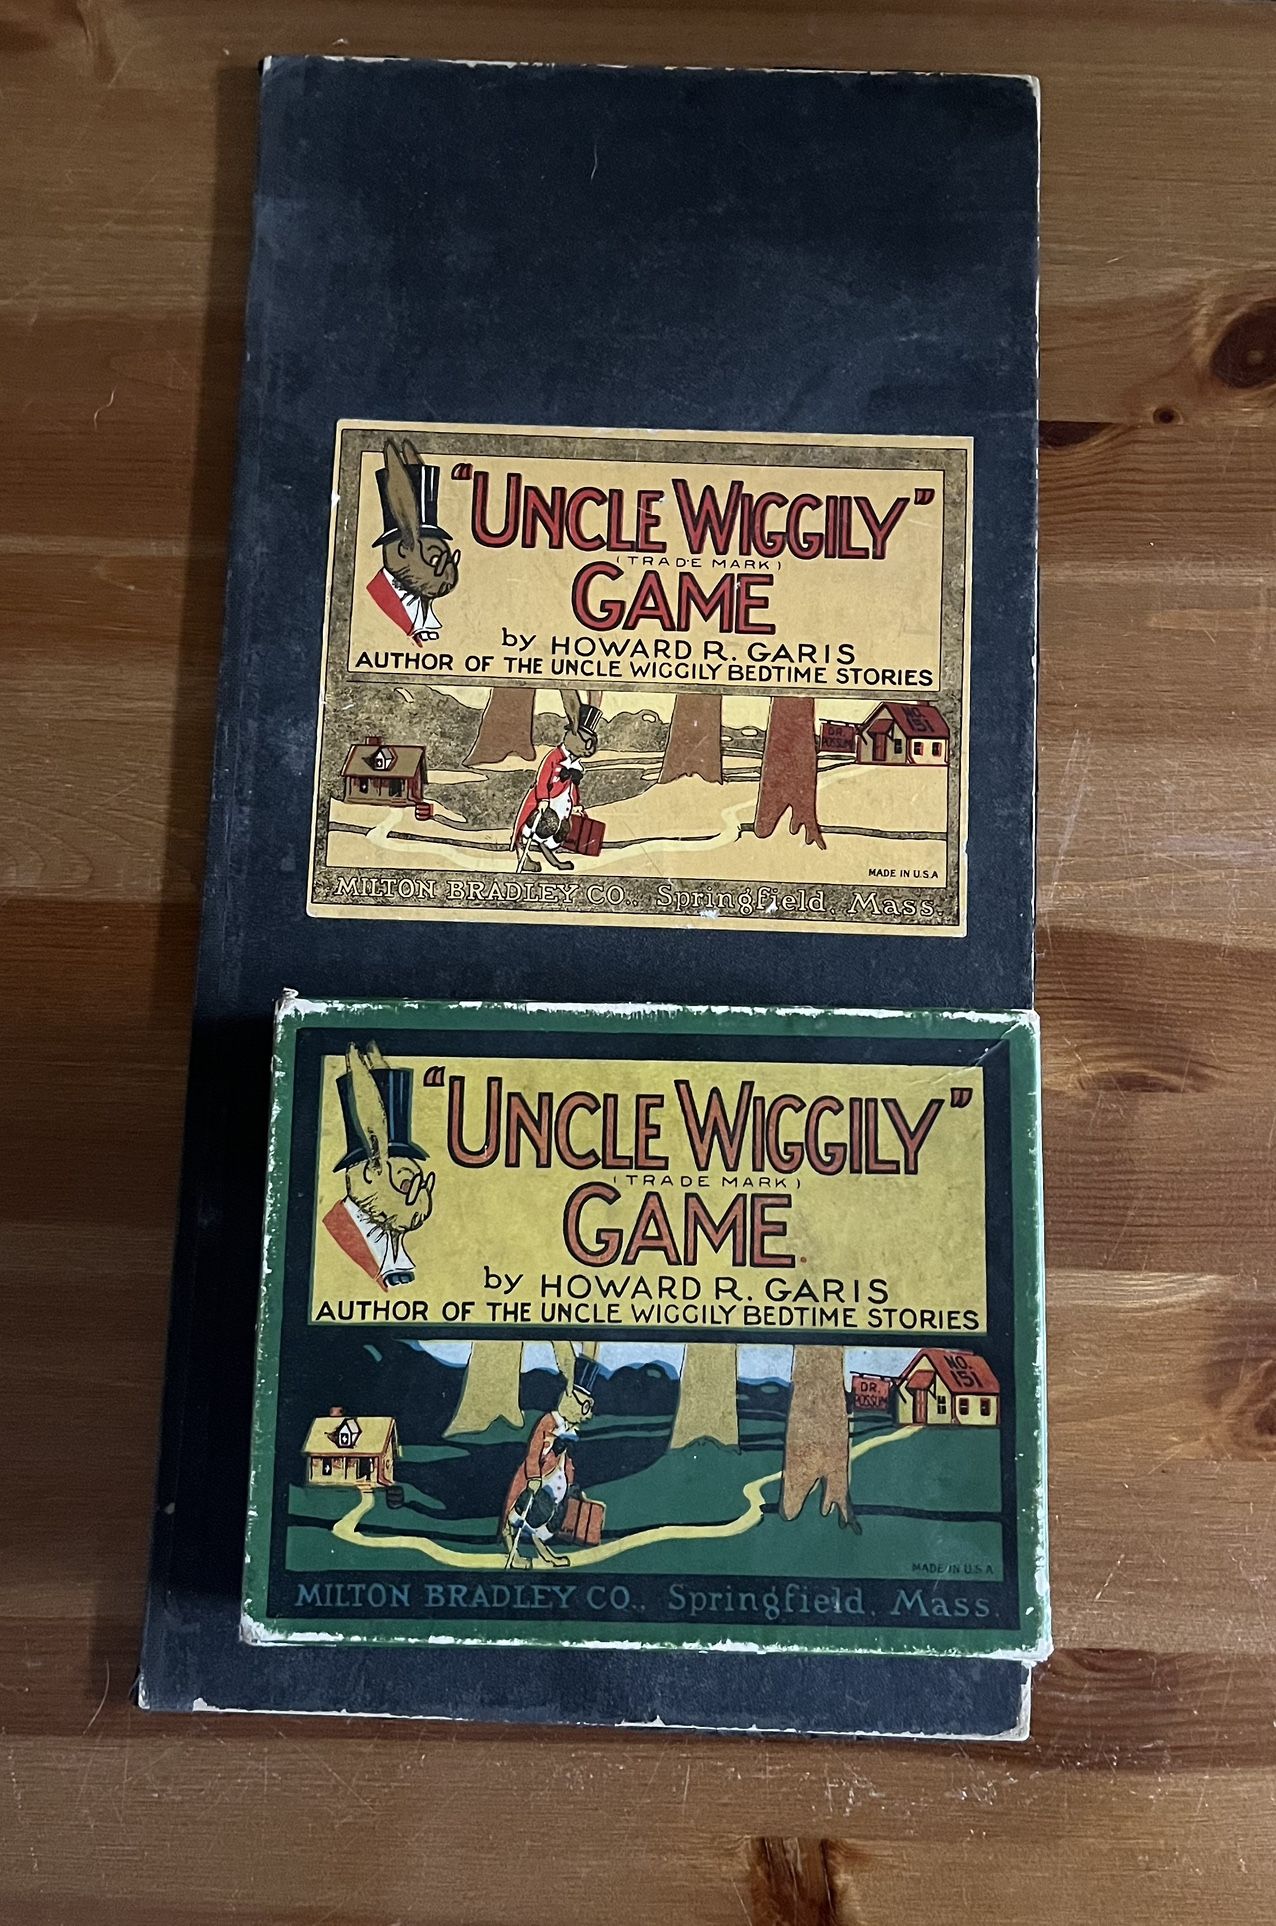 "UNCLE WIGGILY"
(TRADE MARK)
GAME
by HOWARD R. GARIS
AUTHOR OF THE UNCLE WIGGILY BEDTIME STORIES
DR.
POSSUM
NO.
151
MADE IN U.S.A
MILTON BRADLEY CO., Springfield, Mass.
"UNCLE WIGGILY"
(TRADE MARK)
GAME.
by HOWARD R. GARIS
AUTHOR OF THE UNCLE WIGGILY BEDTIME STORIES
DR.
POSSUM
NO.
151
MADE IN U.S.A
MILTON BRADLEY CO., Springfield, Mass.